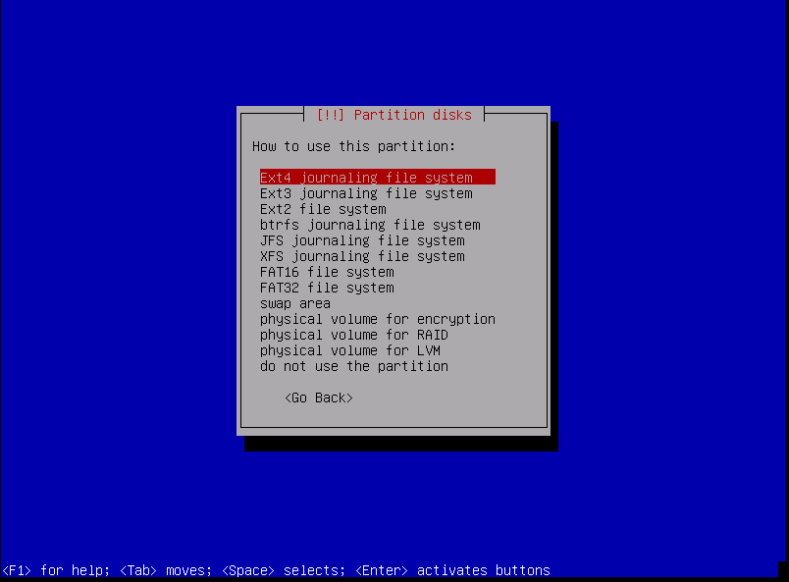 [!!] Partition disks
How to use this partition:
Ext4 journaling file system
Ext3 journaling file system
Ext2 file system
btrfs journaling file system
JFS journaling file system
XFS journaling file system
FAT16 file system
FAT32 file system
swap area
physical volume for encryption
physical volume for RAID
physical volume for LVM
do not use the partition
<Go Back>
<F1> for help; <Tab> moves; <Space> selects; <Enter> activates buttons